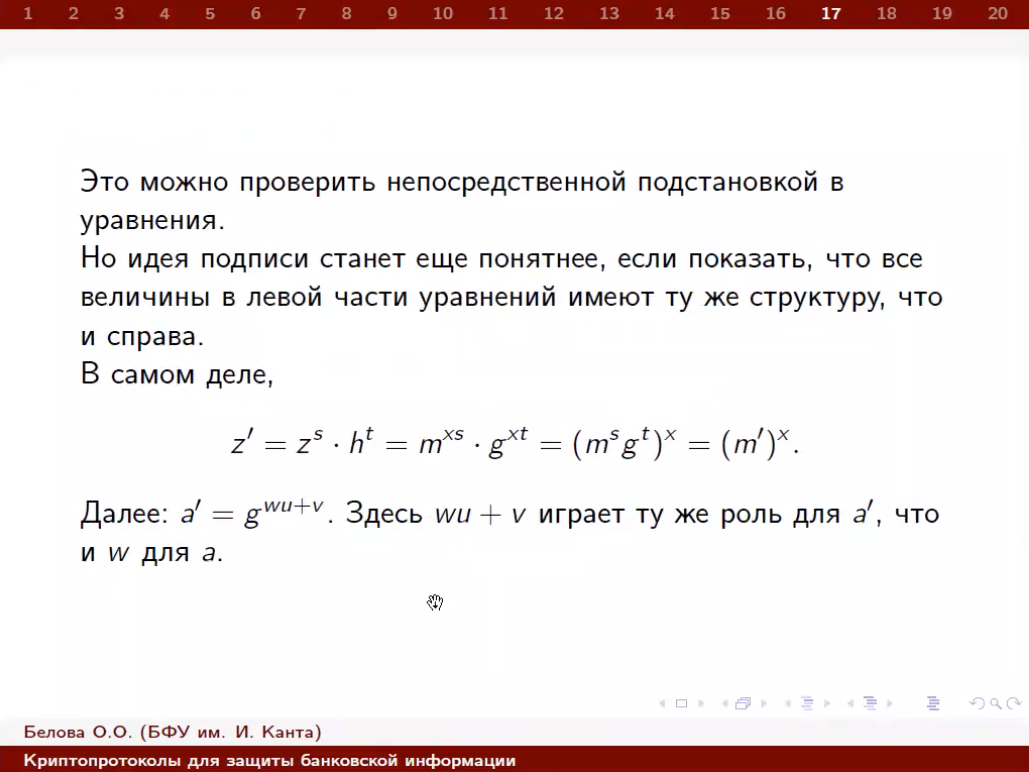 1 2 3 4 5 6 7 8 9 10 11 12 13 14 15 16 17 18 19 20
Это можно проверить непосредственной подстановкой в
уравнения.
Но идея подписи станет еще понятнее, если показать, что все
величины в левой части уравнений имеют ту же структуру, что
и справа.
В самом деле,
z′ = z^s · h^t = m^{xs} · g^{xt} = (m^s g^t)^x = (m′)^x.
Далее: a′ = g^{wu+v}. Здесь wu + v играет ту же роль для a′, что
и w для a.
Белова О.О. (БФУ им. И. Канта)
Криптопротоколы для защиты банковской информации